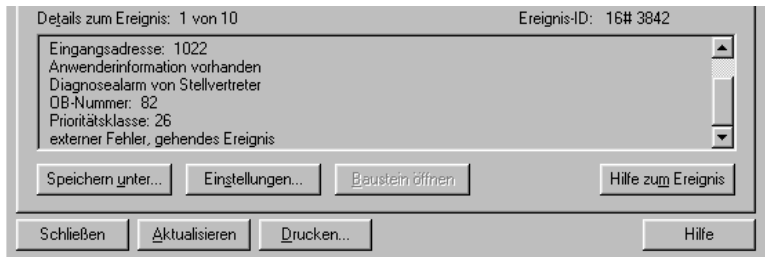 Details zum Ereignis: 1 von 10 Ereignis-ID: 16# 3842
Eingangsadresse: 1022
Anwenderinformation vorhanden
Diagnosealarm von Stellvertreter
OB-Nummer: 82
Prioritätsklasse: 26
externer Fehler, gehendes Ereignis
Speichern unter... Einstellungen... Baustein öffnen Hilfe zum Ereignis
Schließen Aktualisieren Drucken... Hilfe